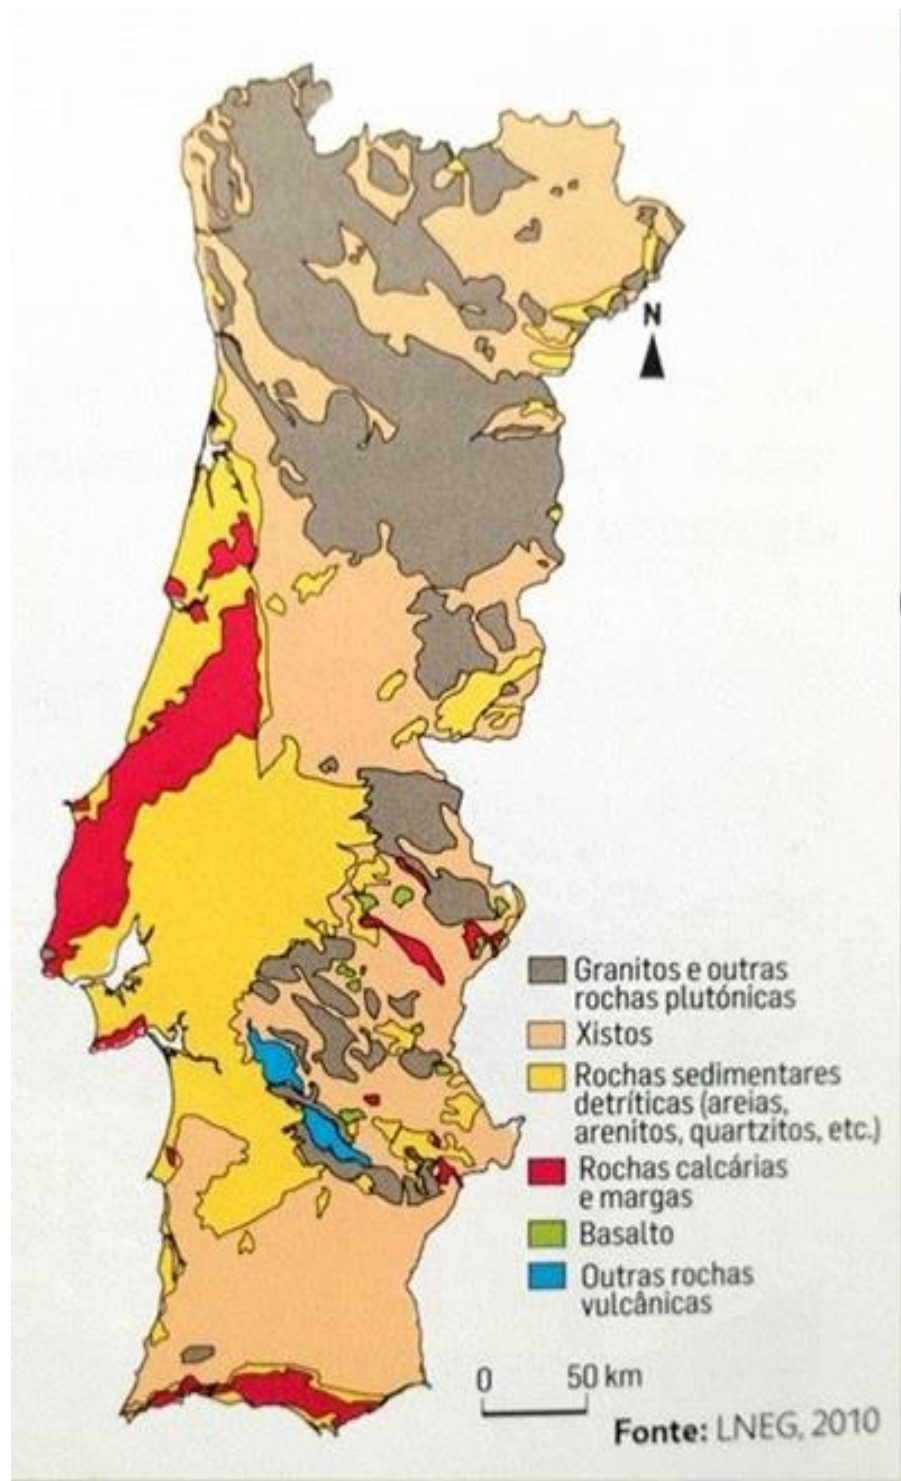 N
Granitos e outras
rochas plutónicas
Xistos
Rochas sedimentares
detríticas (areias,
arenitos, quartzitos, etc.)
Rochas calcárias
e margas
Basalto
Outras rochas
vulcânicas
0 50 km
Fonte: LNEG, 2010